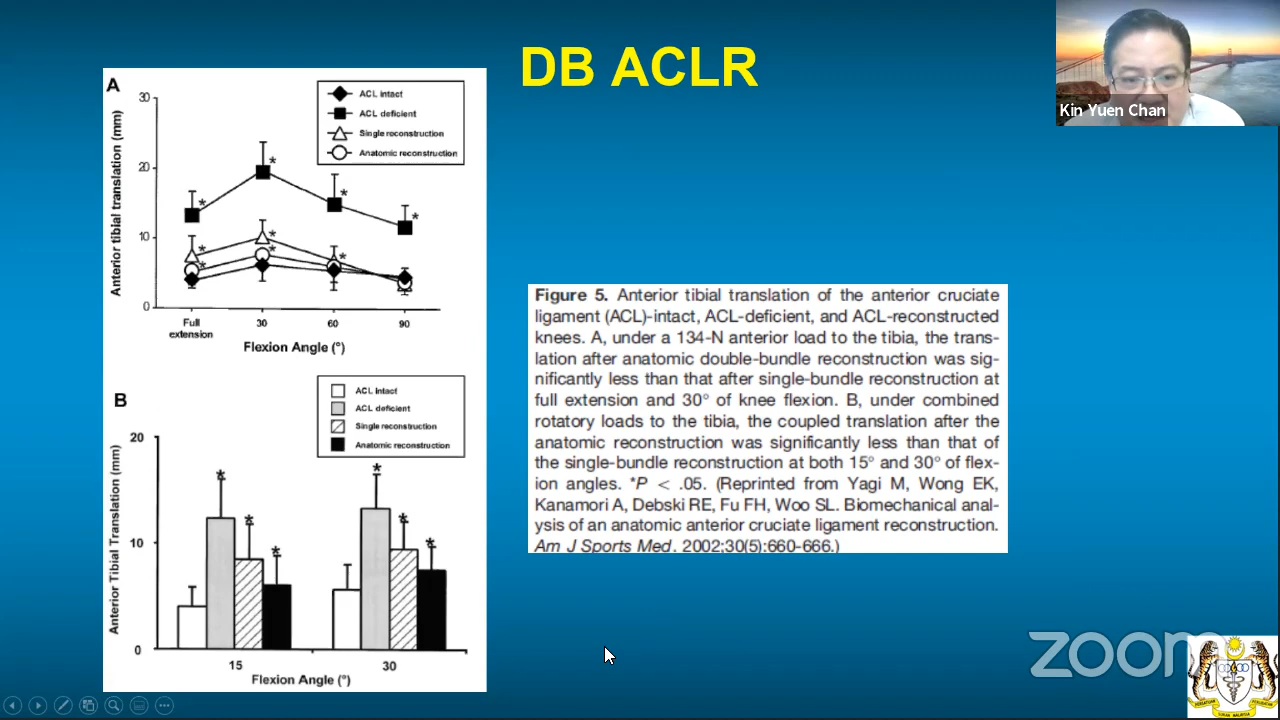 DB ACLR
Kin Yuen Chan
A
ACL intact
ACL deficient
Single reconstruction
Anatomic reconstruction
Anterior tibial translation (mm)
30
20
10
0
Full
extension
30
60
90
Flexion Angle (°)
*
*
*
*
*
*
*
*
*
B
ACL intact
ACL deficient
Single reconstruction
Anatomic reconstruction
Anterior Tibial Translation (mm)
20
10
0
*
*
*
*
*
*
15
30
Flexion Angle (°)
Figure 5. Anterior tibial translation of the anterior cruciate
ligament (ACL)-intact, ACL-deficient, and ACL-reconstructed
knees. A, under a 134-N anterior load to the tibia, the trans-
lation after anatomic double-bundle reconstruction was sig-
nificantly less than that after single-bundle reconstruction at
full extension and 30° of knee flexion. B, under combined
rotatory loads to the tibia, the coupled translation after the
anatomic reconstruction was significantly less than that of
the single-bundle reconstruction at both 15° and 30° of flex-
ion angles. *P < .05. (Reprinted from Yagi M, Wong EK,
Kanamori A, Debski RE, Fu FH, Woo SL. Biomechanical anal-
ysis of an anatomic anterior cruciate ligament reconstruction.
Am J Sports Med. 2002;30(5):660-666.)
zoom